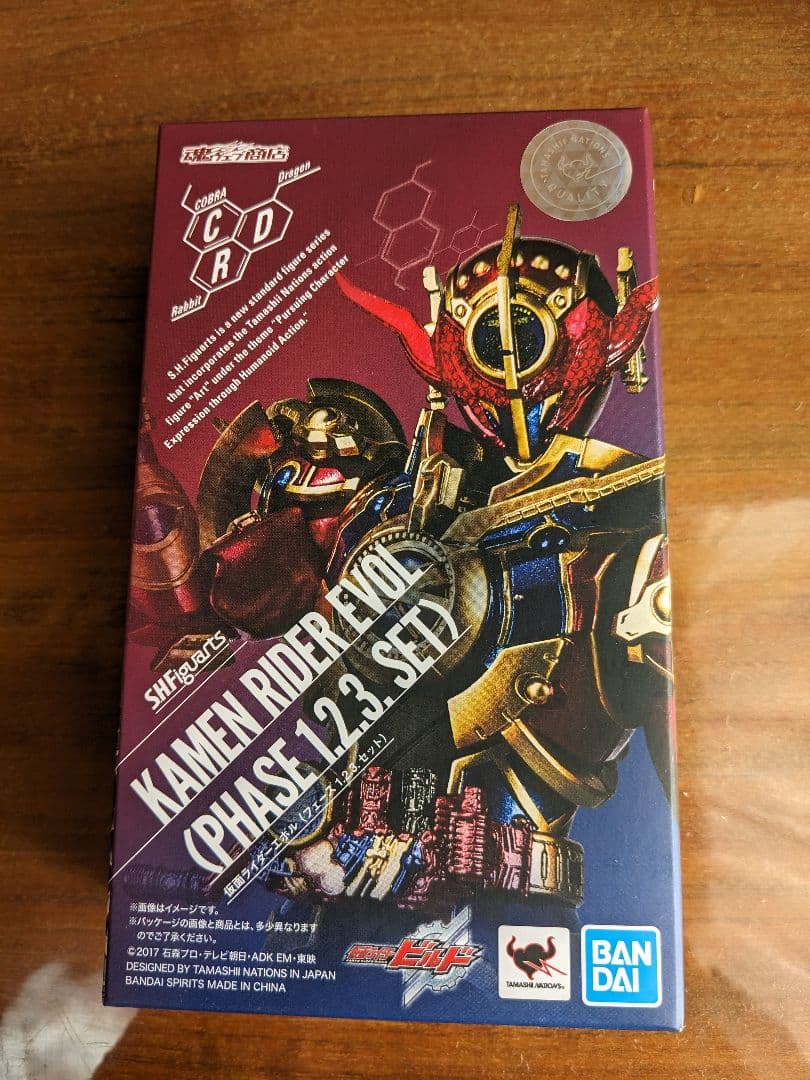 魂ウェブ商店
TAMASHII NATIONS
QUALITY
COBRA
Dragon
C
D
R
Rabbit
S.H.Figuarts is a new standard figure series
that incorporates the Tamashii Nations action
figure "Art" under the theme "Pursuing Character
Expression through Humanoid Action."
S.H.Figuarts
KAMEN RIDER EVOL
(PHASE 1.2.3. SET)
仮面ライダーエボル (フェーズ1.2.3.セット)
※画像はイメージです。
※パッケージの画像と商品とは、多少異なります
のでご了承ください。
©2017 石森プロ・テレビ朝日・ADK EM・東映
DESIGNED BY TAMASHII NATIONS IN JAPAN
BANDAI SPIRITS MADE IN CHINA
仮面ライダービルド
TAMASHII NATIONS
BAN
DAI